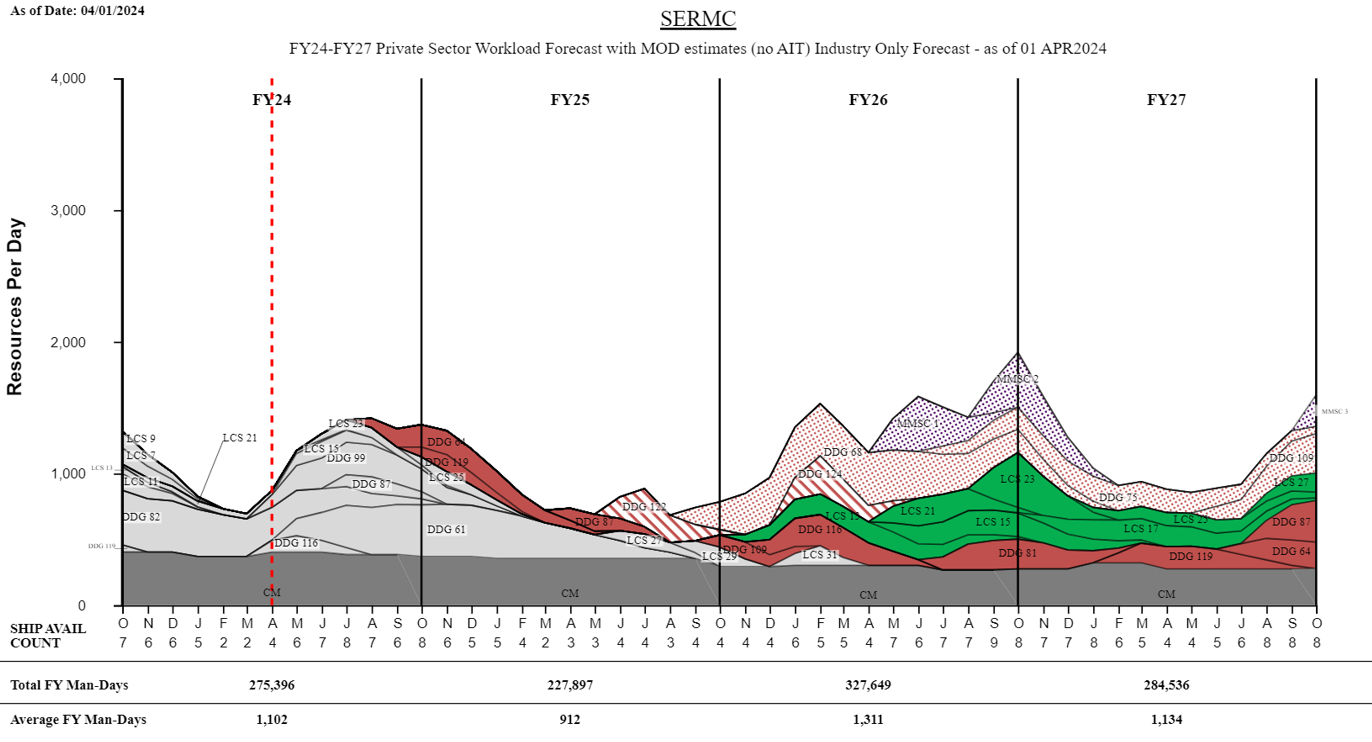 As of Date: 04/01/2024
SERMC
FY24-FY27 Private Sector Workload Forecast with MOD estimates (no AIT) Industry Only Forecast - as of 01 APR2024
Resources Per Day
4,000
3,000
2,000
1,000
0
FY24
FY25
FY26
FY27
LCS 9
LCS 7
LCS 13
LCS 11
DDG 82
DDG 119
LCS 21
LCS 23
LCS 15
DDG 99
DDG 87
DDG 116
CM
DDG 64
DDG 119
LCS 25
DDG 61
DDG 87
DDG 122
LCS 27
CM
LCS 29
DDG 109
DDG 68
DDG 124
DDG 116
LCS 31
MMSC 1
LCS 21
CM
MMSC 2
LCS 23
LCS 15
DDG 81
DDG 75
LCS 17
LCS 25
DDG 119
CM
MMSC 3
DDG 109
LCS 27
DDG 87
DDG 64
O N D J F M A M J J A S O N D J F M A M J J A S O N D J F M A M J J A S O N D J F M A M J J A S O
SHIP AVAIL COUNT
7 6 6 5 2 2 4 6 7 8 7 6 8 6 5 5 4 2 3 3 4 4 3 4 4 5 4 6 5 6 6 7 6 7 7 9 8 7 7 8 6 5 4 4 5 5 6 8 8 8
Total FY Man-Days 275,396 227,897 327,649 284,536
Average FY Man-Days 1,102 912 1,311 1,134